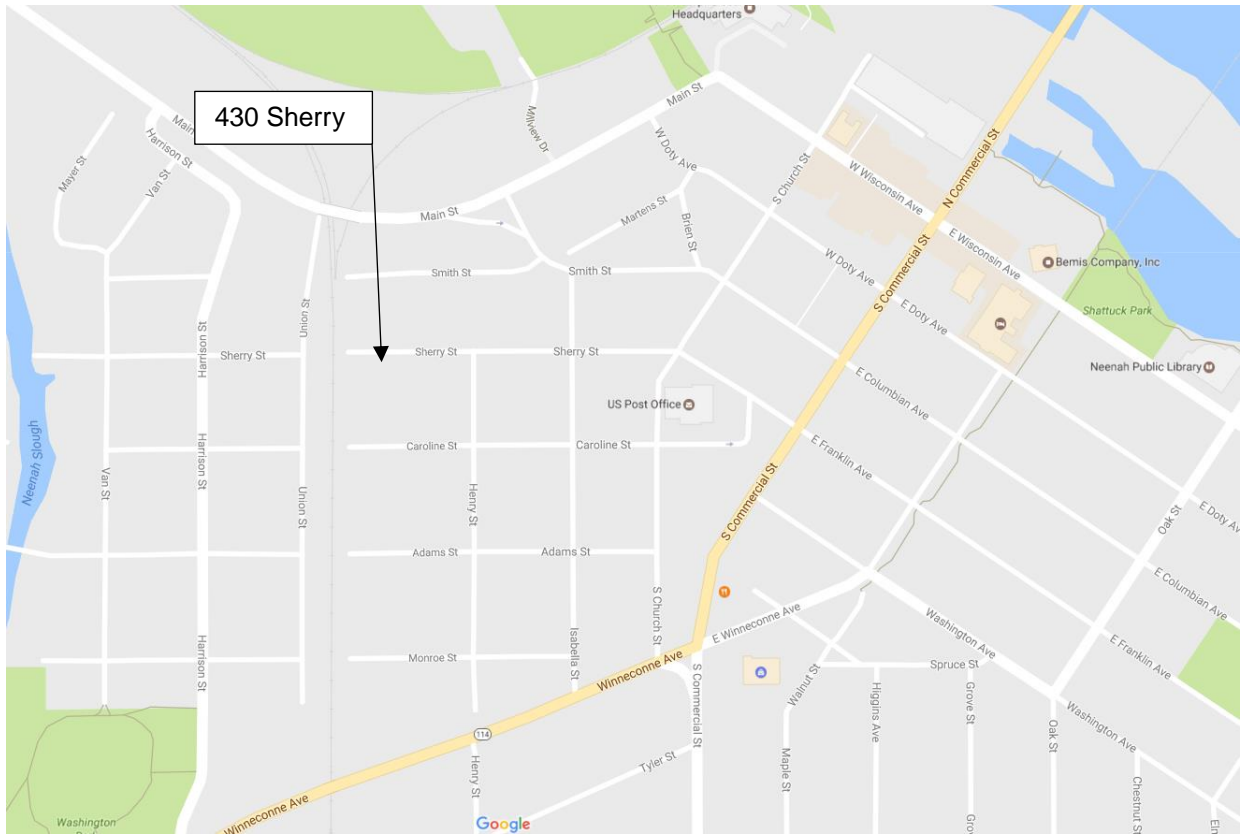 Headquarters
Main St
Millview Dr
430 Sherry
Main
Harrison St
Mayer St
Van St
W Doty Ave
S Church St
N Commercial St
W Wisconsin Ave
Martens St
Brien St
Main St
E Wisconsin Ave
Bemis Company, Inc
Smith St
Smith St
W Doty Ave
S Commercial St
E Doty Ave
Shattuck Park
Union St
Harrison St
Sherry St
Sherry St
Sherry St
Neenah Public Library
E Columbian Ave
US Post Office
Caroline St
Caroline St
E Franklin Ave
Neenah Slough
Harrison St
Van St
Union St
Henry St
S Commercial St
Oak St
E Doty Av
Adams St
Adams St
E Columbian Ave
S Church St
E Winneconne Ave
Washington Ave
E Franklin Ave
Harrison St
Isabella St
Monroe St
Winneconne Ave
S Commercial St
Walnut St
Spruce St
Higgins Ave
Grove St
Washington Ave
Oak St
114
Henry St
Tyler St
Maple St
Chestnut St
Gro
El
Washington
Winneconne Ave
Google